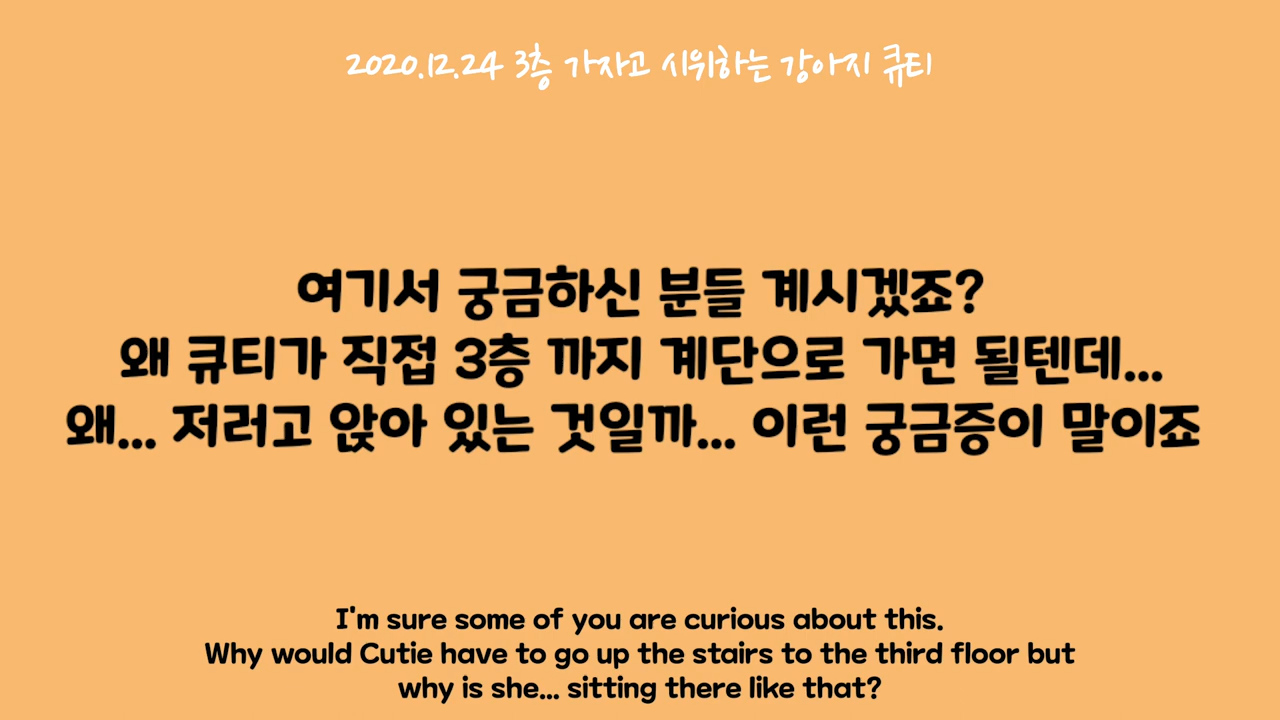 2020.12.24 3층 가자고 시위하는 강아지 큐티
여기서 궁금하신 분들 계시겠죠?
왜 큐티가 직접 3층 까지 계단으로 가면 될텐데...
왜... 저러고 앉아 있는 것일까... 이런 궁금증이 말이죠
I'm sure some of you are curious about this.
Why would Cutie have to go up the stairs to the third floor but
why is she... sitting there like that?